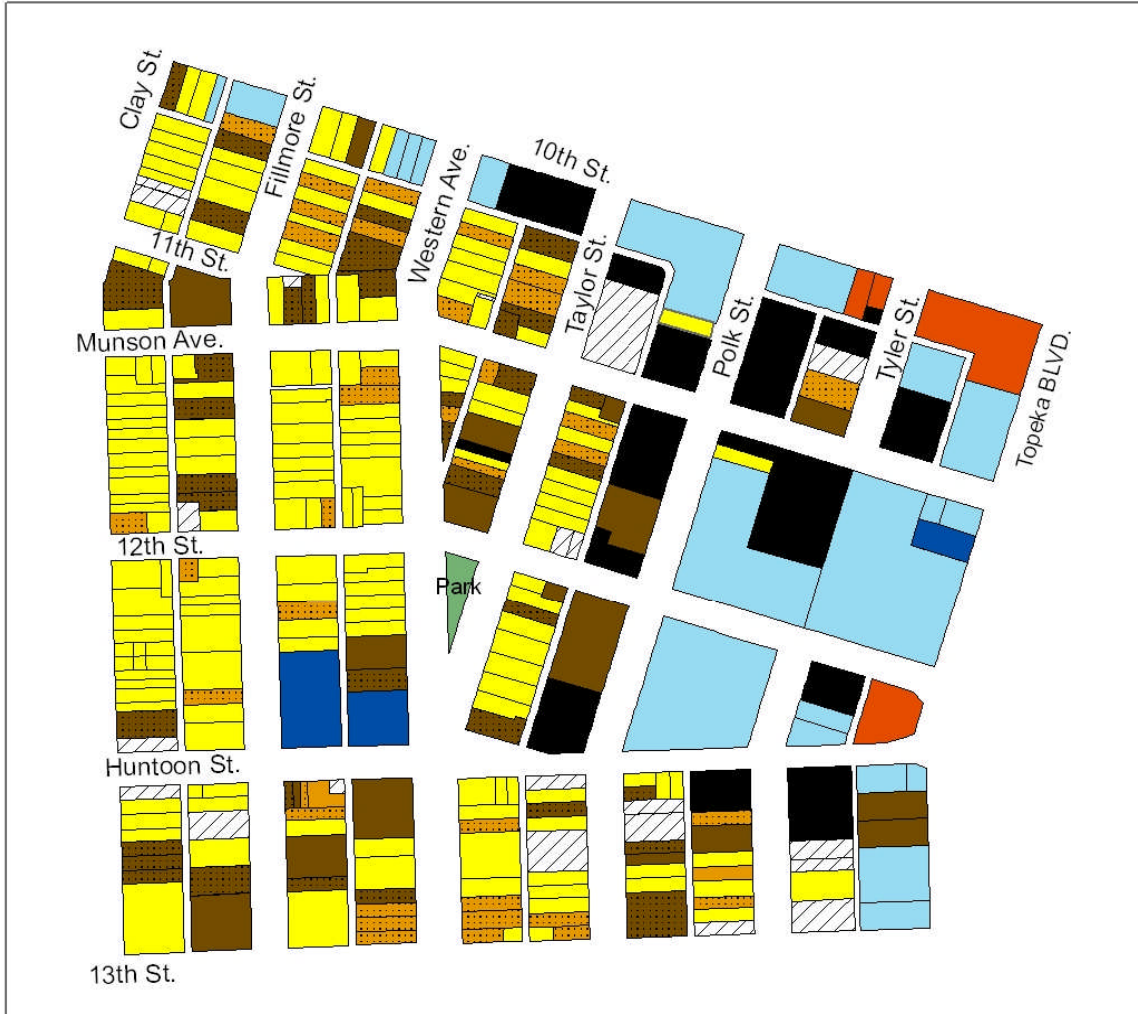 Clay St.
Fillmore St.
Western Ave.
10th St.
Taylor St.
11th St.
Polk St.
Tyler St.
Topeka BLVD.
Munson Ave.
12th St.
Park
Huntoon St.
13th St.